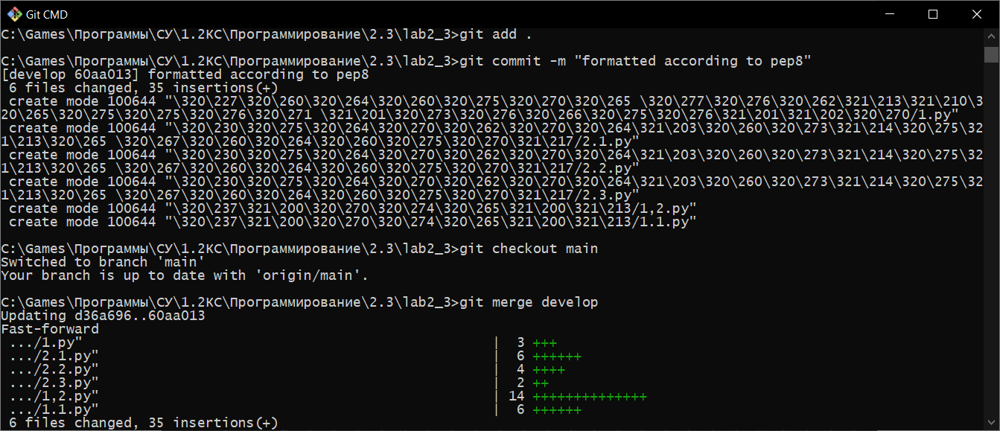 Git CMD
C:\Games\Программы\СУ\1.2КС\Программирование\2.3\lab2_3>git add .
C:\Games\Программы\СУ\1.2КС\Программирование\2.3\lab2_3>git commit -m "formatted according to pep8"
[develop 60aa013] formatted according to pep8
 6 files changed, 35 insertions(+)
 create mode 100644 "\320\227\320\260\320\264\320\260\320\275\320\270\320\265 \320\277\320\276\320\262\321\213\321\210\3
20\265\320\275\320\275\320\276\320\271 \321\201\320\273\320\276\320\266\320\275\320\276\321\201\321\202\320\270/1.py"
 create mode 100644 "\320\230\320\275\320\264\320\270\320\262\320\270\320\264\321\203\320\260\320\273\321\214\320\275\32
1\213\320\265 \320\267\320\260\320\264\320\260\320\275\320\270\321\217/2.1.py"
 create mode 100644 "\320\230\320\275\320\264\320\270\320\262\320\270\320\264\321\203\320\260\320\273\321\214\320\275\32
1\213\320\265 \320\267\320\260\320\264\320\260\320\275\320\270\321\217/2.2.py"
 create mode 100644 "\320\230\320\275\320\264\320\270\320\262\320\270\320\264\321\203\320\260\320\273\321\214\320\275\32
1\213\320\265 \320\267\320\260\320\264\320\260\320\275\320\270\321\217/2.3.py"
 create mode 100644 "\320\237\321\200\320\270\320\274\320\265\321\200\321\213/1,2.py"
 create mode 100644 "\320\237\321\200\320\270\320\274\320\265\321\200\321\213/1.1.py"
C:\Games\Программы\СУ\1.2КС\Программирование\2.3\lab2_3>git checkout main
Switched to branch 'main'
Your branch is up to date with 'origin/main'.
C:\Games\Программы\СУ\1.2КС\Программирование\2.3\lab2_3>git merge develop
Updating d36a696..60aa013
Fast-forward
 .../1.py" | 3 +++
 .../2.1.py" | 6 ++++++
 .../2.2.py" | 4 ++++
 .../2.3.py" | 2 ++
 .../1,2.py" | 14 ++++++++++++++
 .../1.1.py" | 6 ++++++
 6 files changed, 35 insertions(+)